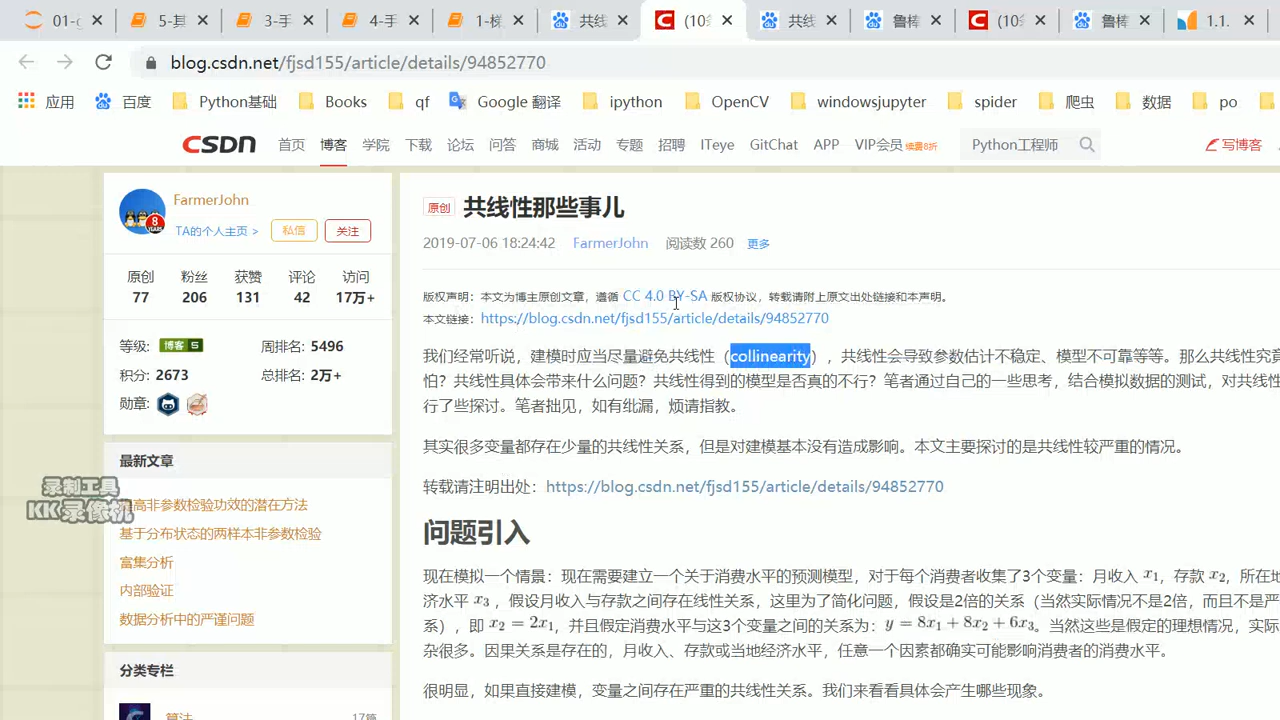 01-
5-其
3-手
4-手
1-模
共线
(10条
共线
鲁棒
(10条
鲁棒
1.1.
blog.csdn.net/fjsd155/article/details/94852770
应用 百度 Python基础 Books qf Google 翻译 ipython OpenCV windowsjupyter spider 爬虫 数据 po
CSDN 首页 博客 学院 下载 论坛 问答 商城 活动 专题 招聘 ITeye GitChat APP VIP会员 续费8折 Python工程师 写博客
FarmerJohn
8 YEARS
TA的个人主页 > 私信 关注
原创 粉丝 获赞 评论 访问
77 206 131 42 17万+
等级: 博客 5 周排名: 5496
积分: 2673 总排名: 2万+
勋章:
最新文章
高非参数检验功效的潜在方法
基于分布状态的两样本非参数检验
富集分析
内部验证
数据分析中的严谨问题
分类专栏
算法 17篇
录制工具
KK录像机
原创 共线性那些事儿
2019-07-06 18:24:42 FarmerJohn 阅读数 260 更多
版权声明：本文为博主原创文章，遵循 CC 4.0 BY-SA 版权协议，转载请附上原文出处链接和本声明。
本文链接：https://blog.csdn.net/fjsd155/article/details/94852770
我们经常听说，建模时应当尽量避免共线性（collinearity），共线性会导致参数估计不稳定、模型不可靠等等。那么共线性究竟
怕？共线性具体会带来什么问题？共线性得到的模型是否真的不行？笔者通过自己的一些思考，结合模拟数据的测试，对共线性
行了些探讨。笔者拙见，如有纰漏，烦请指教。
其实很多变量都存在少量的共线性关系，但是对建模基本没有造成影响。本文主要探讨的是共线性较严重的情况。
转载请注明出处：https://blog.csdn.net/fjsd155/article/details/94852770
问题引入
现在模拟一个情景：现在需要建立一个关于消费水平的预测模型，对于每个消费者收集了3个变量：月收入 x₁，存款 x₂，所在地
济水平 x₃ ，假设月收入与存款之间存在线性关系，这里为了简化问题，假设是2倍的关系（当然实际情况不是2倍，而且不是严
系），即 x₂ = 2x₁，并且假定消费水平与这3个变量之间的关系为：y = 8x₁ + 8x₂ + 6x₃。当然这些是假定的理想情况，实际
杂很多。因果关系是存在的，月收入、存款或当地经济水平，任意一个因素都确实可能影响消费者的消费水平。
很明显，如果直接建模，变量之间存在严重的共线性关系。我们来看看具体会产生哪些现象。